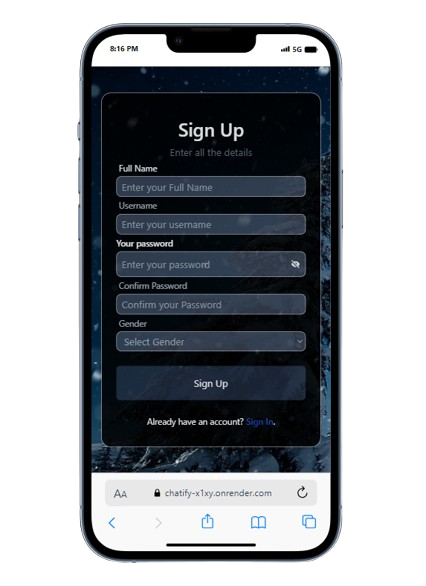 8:16 PM 5G
Sign Up
Enter all the details
Full Name
Enter your Full Name
Username
Enter your username
Your password
Enter your password
Confirm Password
Confirm your Password
Gender
Select Gender
Sign Up
Already have an account? Sign In.
AA chatify-x1xy.onrender.com